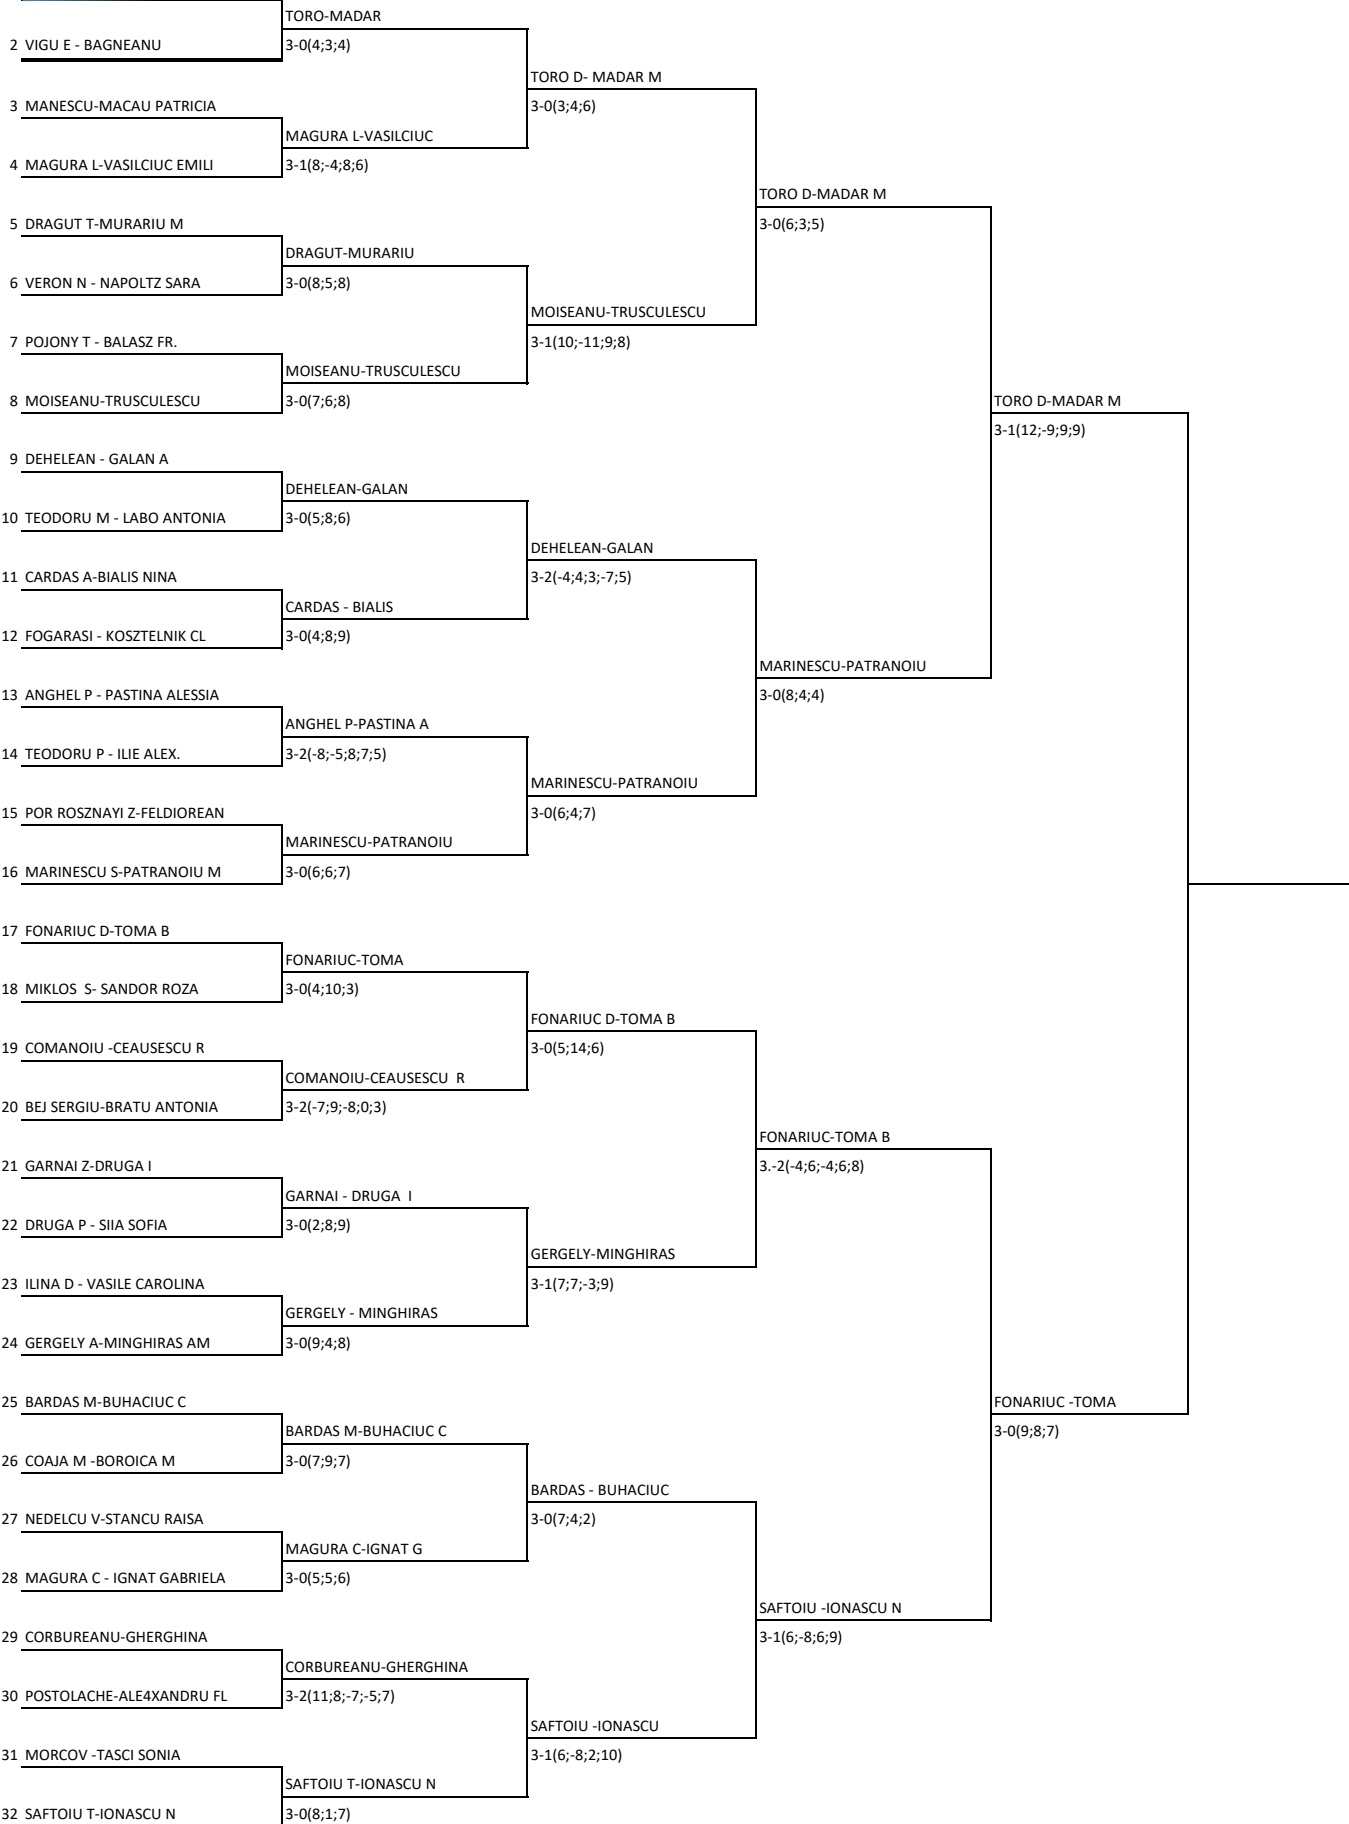 TORO-MADAR
2 VIGU E - BAGNEANU
3-0(4;3;4)
TORO D- MADAR M
3 MANESCU-MACAU PATRICIA
3-0(3;4;6)
MAGURA L-VASILCIUC
4 MAGURA L-VASILCIUC EMILI
3-1(8;-4;8;6)
TORO D-MADAR M
5 DRAGUT T-MURARIU M
3-0(6;3;5)
DRAGUT-MURARIU
6 VERON N - NAPOLTZ SARA
3-0(8;5;8)
MOISEANU-TRUSCULESCU
7 POJONY T - BALASZ FR.
3-1(10;-11;9;8)
MOISEANU-TRUSCULESCU
8 MOISEANU-TRUSCULESCU
3-0(7;6;8)
TORO D-MADAR M
3-1(12;-9;9;9)
9 DEHELEAN - GALAN A
DEHELEAN-GALAN
10 TEODORU M - LABO ANTONIA
3-0(5;8;6)
DEHELEAN-GALAN
11 CARDAS A-BIALIS NINA
3-2(-4;4;3;-7;5)
CARDAS - BIALIS
12 FOGARASI - KOSZTELNIK CL
3-0(4;8;9)
MARINESCU-PATRANOIU
13 ANGHEL P - PASTINA ALESSIA
3-0(8;4;4)
ANGHEL P-PASTINA A
14 TEODORU P - ILIE ALEX.
3-2(-8;-5;8;7;5)
MARINESCU-PATRANOIU
15 POR ROSZNAYI Z-FELDIOREAN
3-0(6;4;7)
MARINESCU-PATRANOIU
16 MARINESCU S-PATRANOIU M
3-0(6;6;7)
17 FONARIUC D-TOMA B
FONARIUC-TOMA
18 MIKLOS  S- SANDOR ROZA
3-0(4;10;3)
FONARIUC D-TOMA B
19 COMANOIU -CEAUSESCU R
3-0(5;14;6)
COMANOIU-CEAUSESCU  R
20 BEJ SERGIU-BRATU ANTONIA
3-2(-7;9;-8;0;3)
FONARIUC-TOMA B
21 GARNAI Z-DRUGA I
3.-2(-4;6;-4;6;8)
GARNAI - DRUGA  I
22 DRUGA P - SIIA SOFIA
3-0(2;8;9)
GERGELY-MINGHIRAS
23 ILINA D - VASILE CAROLINA
3-1(7;7;-3;9)
GERGELY - MINGHIRAS
24 GERGELY A-MINGHIRAS AM
3-0(9;4;8)
25 BARDAS M-BUHACIUC C
FONARIUC -TOMA
3-0(9;8;7)
BARDAS M-BUHACIUC C
26 COAJA M -BOROICA M
3-0(7;9;7)
BARDAS - BUHACIUC
27 NEDELCU V-STANCU RAISA
3-0(7;4;2)
MAGURA C-IGNAT G
28 MAGURA C - IGNAT GABRIELA
3-0(5;5;6)
SAFTOIU -IONASCU N
29 CORBUREANU-GHERGHINA
3-1(6;-8;6;9)
CORBUREANU-GHERGHINA
30 POSTOLACHE-ALE4XANDRU FL
3-2(11;8;-7;-5;7)
SAFTOIU -IONASCU
31 MORCOV -TASCI SONIA
3-1(6;-8;2;10)
SAFTOIU T-IONASCU N
32 SAFTOIU T-IONASCU N
3-0(8;1;7)